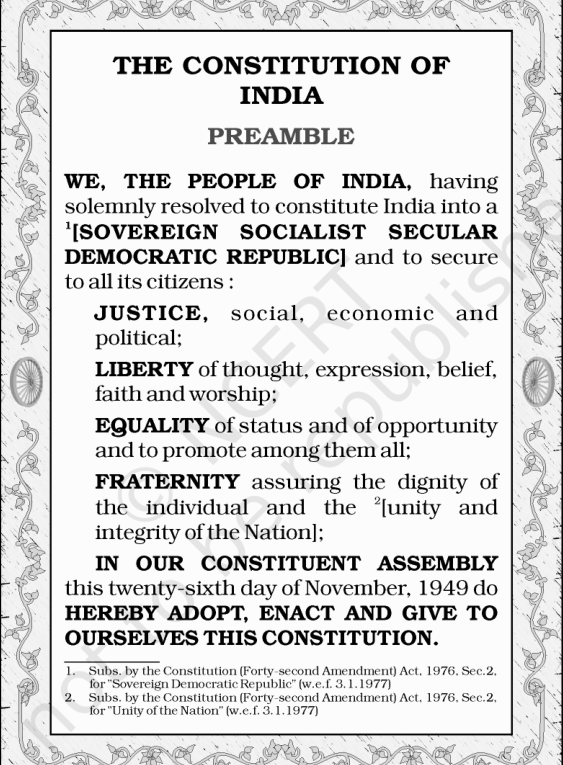 THE CONSTITUTION OF
INDIA
PREAMBLE
WE, THE PEOPLE OF INDIA, having
solemnly resolved to constitute India into a
¹[SOVEREIGN SOCIALIST SECULAR
DEMOCRATIC REPUBLIC] and to secure
to all its citizens :
JUSTICE, social, economic and
political;
LIBERTY of thought, expression, belief,
faith and worship;
EQUALITY of status and of opportunity
and to promote among them all;
FRATERNITY assuring the dignity of
the individual and the ²[unity and
integrity of the Nation];
IN OUR CONSTITUENT ASSEMBLY
this twenty-sixth day of November, 1949 do
HEREBY ADOPT, ENACT AND GIVE TO
OURSELVES THIS CONSTITUTION.
1. Subs. by the Constitution (Forty-second Amendment) Act, 1976, Sec.2,
for "Sovereign Democratic Republic" (w.e.f. 3.1.1977)
2. Subs. by the Constitution (Forty-second Amendment) Act, 1976, Sec.2,
for "Unity of the Nation" (w.e.f. 3.1.1977)
© NCERT
not to be republishe